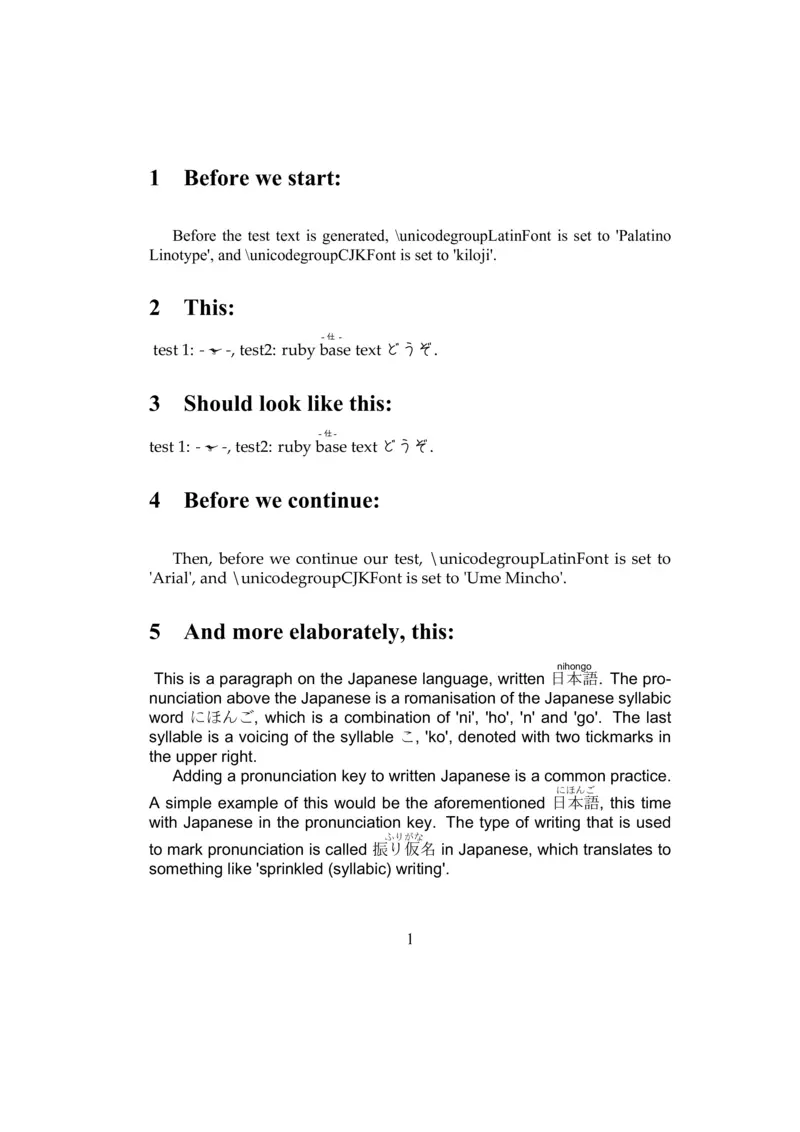 1 Before we start:
Before the test text is generated, \unicodegroupLatinFont is set to 'Palatino
Linotype', and \unicodegroupCJKFont is set to 'kiloji'.
2 This:
-仕-
test 1: - -, test2: ruby base text どうぞ.
3 Should look like this:
-仕-
test 1: - -, test2: ruby base text どうぞ.
4 Before we continue:
Then, before we continue our test, \unicodegroupLatinFont is set to
'Arial', and \unicodegroupCJKFont is set to 'Ume Mincho'.
5 And more elaborately, this:
nihongo
This is a paragraph on the Japanese language, written 日本語. The pro-
nunciation above the Japanese is a romanisation of the Japanese syllabic
word にほんご, which is a combination of 'ni', 'ho', 'n' and 'go'. The last
syllable is a voicing of the syllable こ, 'ko', denoted with two tickmarks in
the upper right.
Adding a pronunciation key to written Japanese is a common practice.
にほんご
A simple example of this would be the aforementioned 日本語, this time
with Japanese in the pronunciation key. The type of writing that is used
ふりがな
to mark pronunciation is called 振り仮名 in Japanese, which translates to
something like 'sprinkled (syllabic) writing'.
1